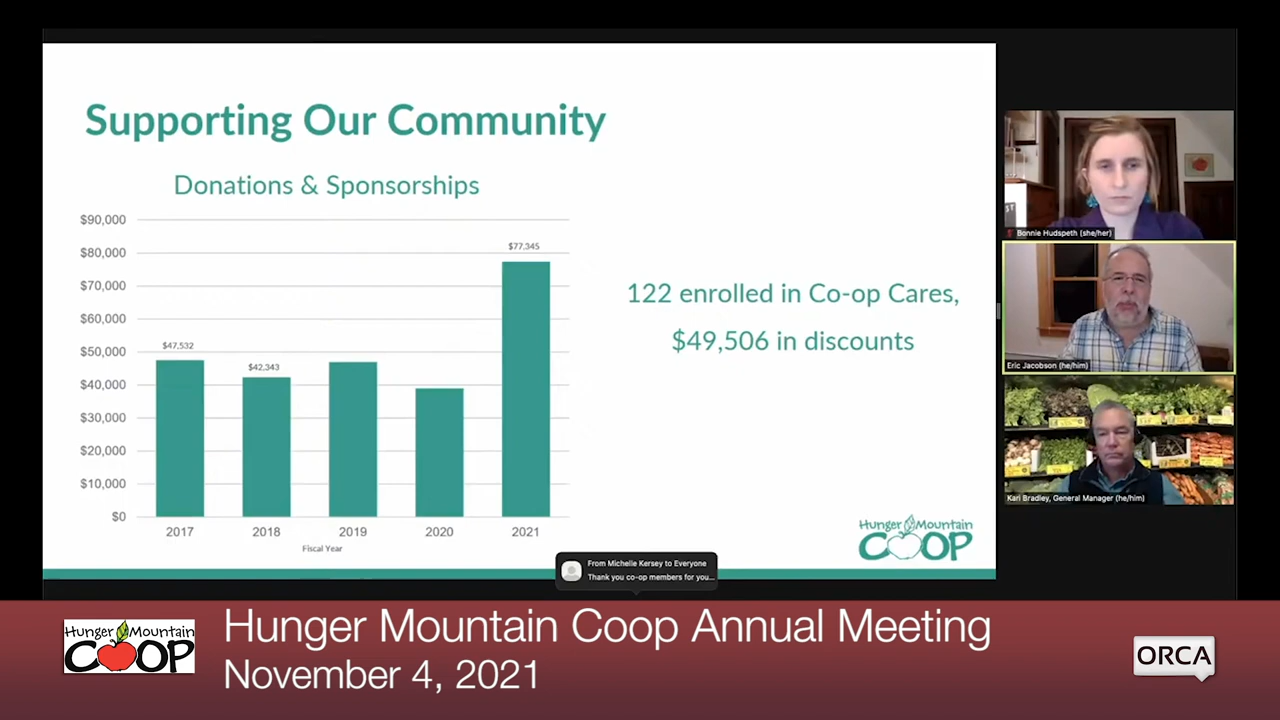 Supporting Our Community
Donations & Sponsorships
$90,000
$80,000
$70,000
$60,000
$50,000
$40,000
$30,000
$20,000
$10,000
$0
$47,532
$42,343
$77,345
2017
2018
2019
2020
2021
Fiscal Year
122 enrolled in Co-op Cares,
$49,506 in discounts
Hunger Mountain
COOP
Bonnie Hudspeth (she/her)
Eric Jacobson (he/him)
Kari Bradley, General Manager (he/him)
From Michelle Kersey to Everyone
Thank you co-op members for you...
Hunger Mountain
COOP
Hunger Mountain Coop Annual Meeting
November 4, 2021
ORCA